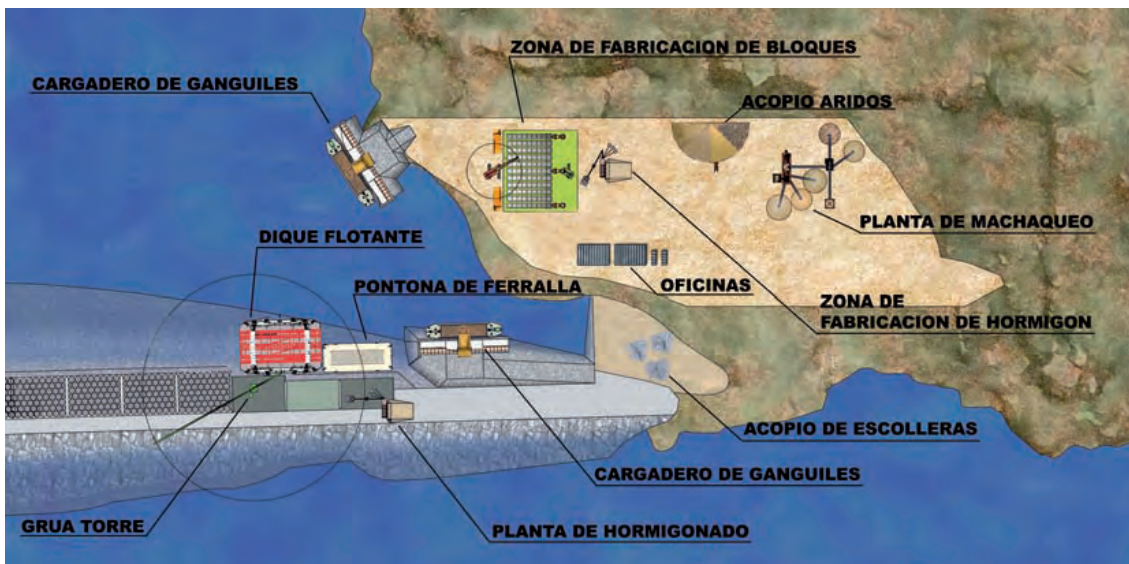 ZONA DE FABRICACION DE BLOQUES
CARGADERO DE GANGUILES
ACOPIO ARIDOS
PLANTA DE MACHAQUEO
DIQUE FLOTANTE
PONTONA DE FERRALLA
OFICINAS
ZONA DE
FABRICACION DE HORMIGON
ACOPIO DE ESCOLLERAS
CARGADERO DE GANGUILES
GRUA TORRE
PLANTA DE HORMIGONADO